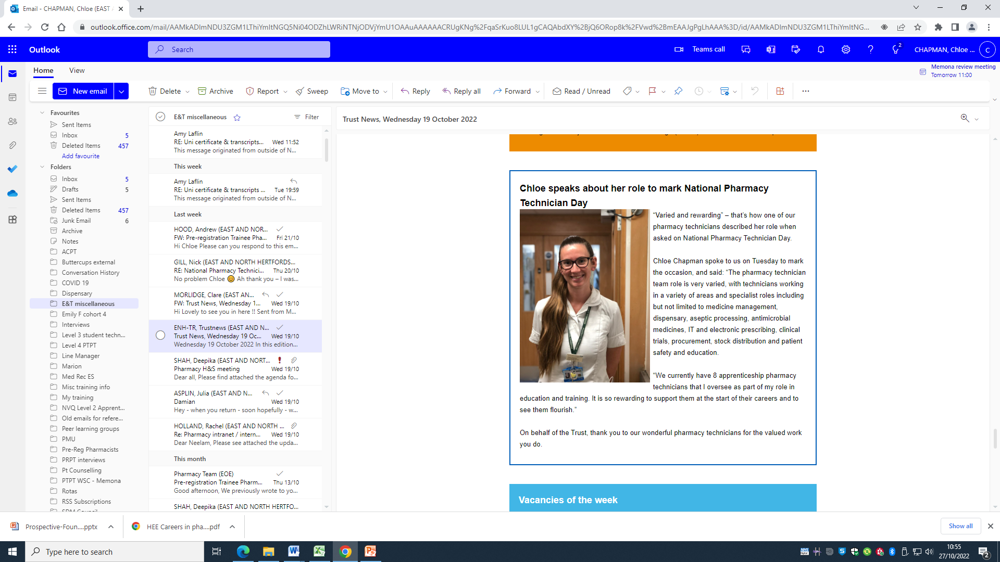 Email - CHAPMAN, Chloe (EAST A
outlook.office.com/mail/AAMkADImNDU3ZGM1LThiYmItNGQ5Ni04ODZhLWRiNTNjODVjYmU1OAAuAAAAAACRUgKNg%2FqaSrKuo8LUL1gCAQAbdXY%2BjQ6ORop8k%2FVwd%2BmEAAJgPgLhAAA%3D/id/AAMkADImNDU3ZGM1LThiYmItNG...
Outlook
Search
Teams call
2
CHAPMAN, Chloe ...
C
Home
View
Memona review meeting
Tomorrow 11:00
New email
Delete
Archive
Report
Sweep
Move to
Reply
Reply all
Forward
Read / Unread
Favourites
Sent Items
Inbox 5
Deleted Items 457
Add favourite
Folders
Inbox 5
Drafts 5
Sent Items
Deleted Items 457
Junk Email 6
Archive
Notes
ACPT
Buttercups external
Conversation History
COVID 19
Dispensary
E&T miscellaneous
Emily F cohort 4
Interviews
Level 3 student techn...
Level 4 PTPT
Line Manager
Marion
Med Rec ES
Misc training info
My training
NVQ Level 2 Apprent...
Old emails for refere...
Peer learning groups
PMU
Pre-Reg Pharmacists
PRPT interviews
Pt Counselling
PTPT WSC - Memona
Rotas
RSS Subscriptions
SDM Council
E&T miscellaneous
Filter
Amy Laflin
RE: Uni certificate & transcripts... Wed 11:52
This message originated from outside of N...
This week
Amy Laflin
RE: Uni certificate & transcripts ... Tue 19:59
This message originated from outside of N...
Last week
HOOD, Andrew (EAST AND NOR...
FW: Pre-registration Trainee Pha... Fri 21/10
Hi Chloe Please can you respond to this em...
GILL, Nick (EAST AND NORTH HERTFORDS...
RE: National Pharmacy Technici... Thu 20/10
No problem Chloe 😊 Ah thank you – I was...
MORLIDGE, Clare (EAST AN...
FW: Trust News, Wednesday 1... Wed 19/10
Hi Lovely to see you in here !! Sent from M...
ENH-TR, Trustnews (EAST AND N...
Trust News, Wednesday 19 Oc... Wed 19/10
Wednesday 19 October 2022 In this edition...
SHAH, Deepika (EAST AND NORT...
Pharmacy H&S meeting Wed 19/10
Dear all, Please find attached the agenda fo...
ASPLIN, Julia (EAST AND N...
Damian Wed 19/10
Hey - when you return - soon hopefully - w...
HOLLAND, Rachel (EAST AND NORTH ...
Re: Pharmacy intranet / intern... Wed 19/10
Dear Neelam, Please see attached the upda...
This month
Pharmacy Team (EOE)
Pre-registration Trainee Pharm... Thu 13/10
Good afternoon, We previously wrote to yo...
SHAH, Deepika (EAST AND NORTH HERTFO...
Trust News, Wednesday 19 October 2022
Chloe speaks about her role to mark National Pharmacy
Technician Day
“Varied and rewarding” – that’s how one of our
pharmacy technicians described her role when
asked on National Pharmacy Technician Day.
Chloe Chapman spoke to us on Tuesday to mark
the occasion, and said: “The pharmacy technician
team role is very varied, with technicians working
in a variety of areas and specialist roles including
but not limited to medicine management,
dispensary, aseptic processing, antimicrobial
medicines, IT and electronic prescribing, clinical
trials, procurement, stock distribution and patient
safety and education.
“We currently have 8 apprenticeship pharmacy
technicians that I oversee as part of my role in
education and training. It is so rewarding to support them at the start of their careers and to
see them flourish.”
On behalf of the Trust, thank you to our wonderful pharmacy technicians for the valued work
you do.
Vacancies of the week
Prospective-Foun....pptx
HEE Careers in pha....pdf
Show all
Type here to search
10:55
27/10/2022
2